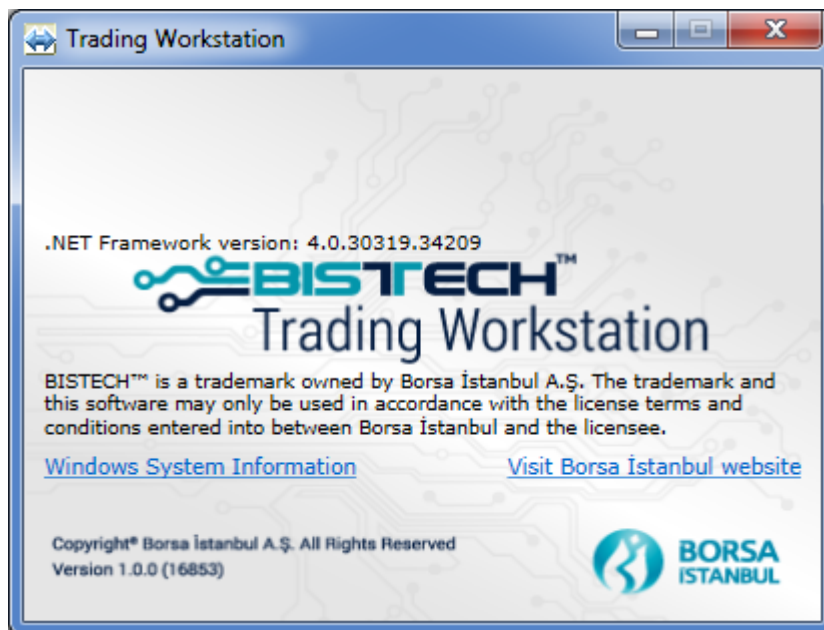 Trading Workstation
.NET Framework version: 4.0.30319.34209
BISTECH™
Trading Workstation
BISTECH™ is a trademark owned by Borsa İstanbul A.Ş. The trademark and
this software may only be used in accordance with the license terms and
conditions entered into between Borsa İstanbul and the licensee.
Windows System Information Visit Borsa İstanbul website
Copyright® Borsa İstanbul A.Ş. All Rights Reserved
Version 1.0.0 (16853)
BORSA
İSTANBUL